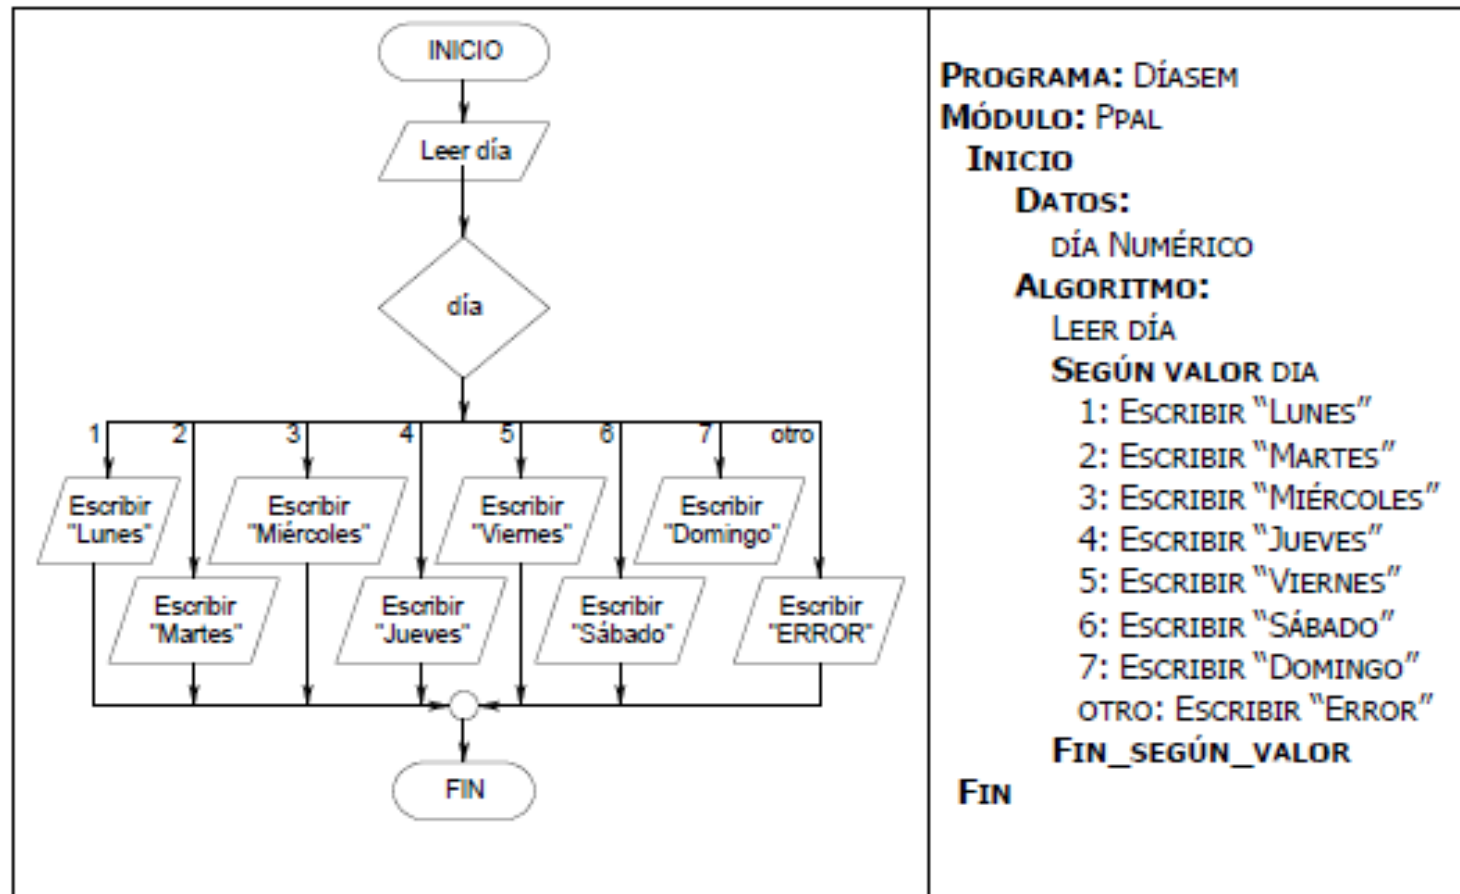 INICIO
Leer día
día
1 2 3 4 5 6 7 otro
Escribir
"Lunes"
Escribir
"Miércoles"
Escribir
"Viernes"
Escribir
"Domingo"
Escribir
"Martes"
Escribir
"Jueves"
Escribir
"Sábado"
Escribir
"ERROR"
FIN
PROGRAMA: DÍASEM
MÓDULO: PPAL
INICIO
DATOS:
DÍA NUMÉRICO
ALGORITMO:
LEER DÍA
SEGÚN VALOR DIA
1: ESCRIBIR “LUNES”
2: ESCRIBIR “MARTES”
3: ESCRIBIR “MIÉRCOLES”
4: ESCRIBIR “JUEVES”
5: ESCRIBIR “VIERNES”
6: ESCRIBIR “SÁBADO”
7: ESCRIBIR “DOMINGO”
OTRO: ESCRIBIR “ERROR”
FIN_SEGÚN_VALOR
FIN